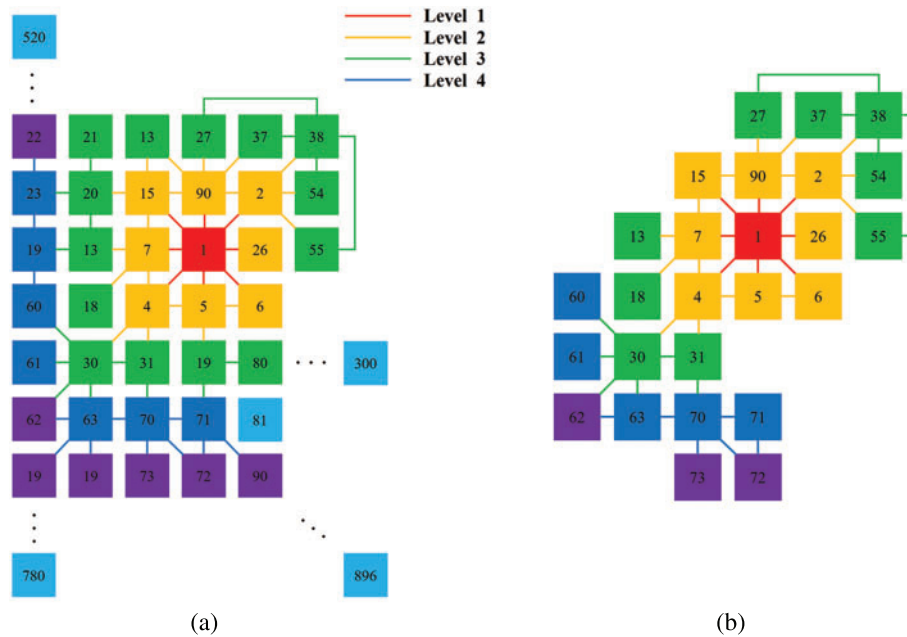 520
Level 1
Level 2
Level 3
Level 4
22 21 13 27 37 38
23 20 15 90 2 54
19 13 7 1 26 55
60 18 4 5 6
61 30 31 19 80 ... 300
62 63 70 71 81
19 19 73 72 90
780 896
(a)
27 37 38
15 90 2 54
13 7 1 26 55
60 18 4 5 6
61 30 31
62 63 70 71
73 72
(b)